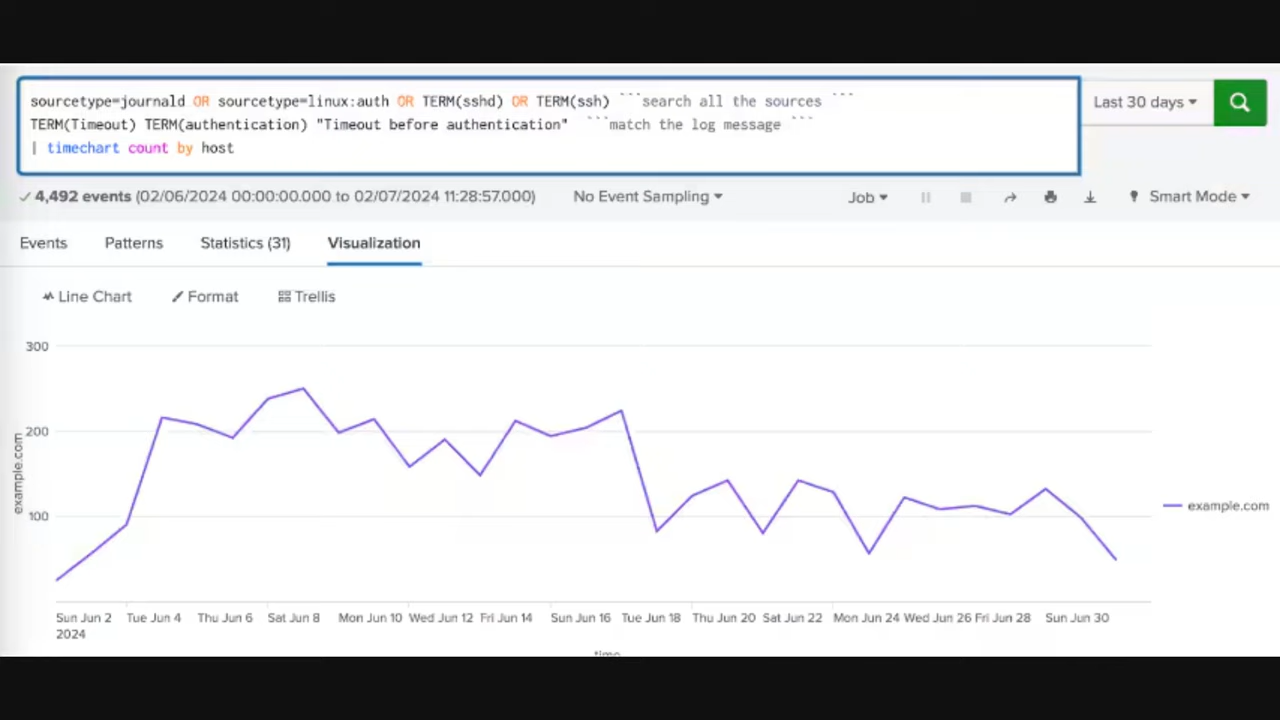 sourcetype=journald OR sourcetype=linux:auth OR TERM(sshd) OR TERM(ssh) ```search all the sources ```
TERM(Timeout) TERM(authentication) "Timeout before authentication" ```match the log message ```
| timechart count by host
Last 30 days
4,492 events (02/06/2024 00:00:00.000 to 02/07/2024 11:28:57.000)
No Event Sampling
Job
Smart Mode
Events
Patterns
Statistics (31)
Visualization
Line Chart
Format
Trellis
300
200
100
example.com
example.com
Sun Jun 2
2024
Tue Jun 4
Thu Jun 6
Sat Jun 8
Mon Jun 10
Wed Jun 12
Fri Jun 14
Sun Jun 16
Tue Jun 18
Thu Jun 20
Sat Jun 22
Mon Jun 24
Wed Jun 26
Fri Jun 28
Sun Jun 30
time